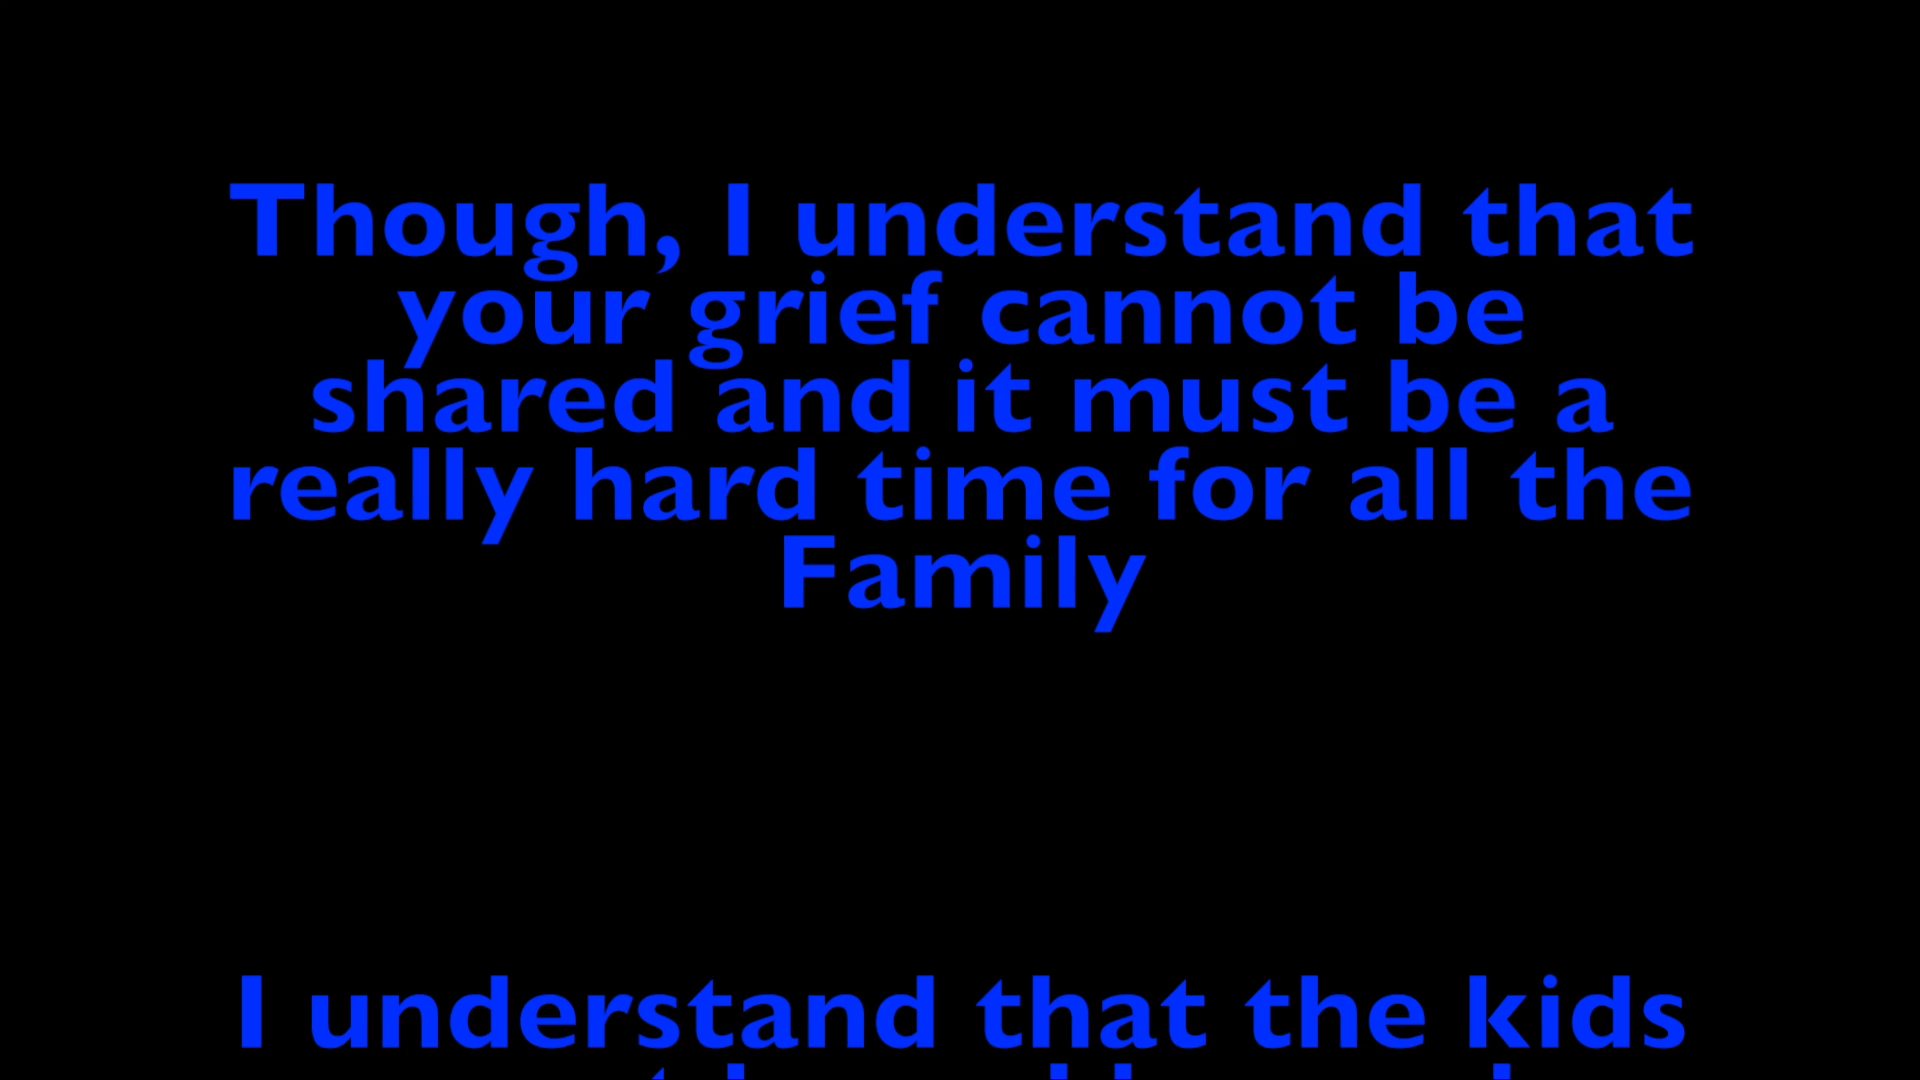 Though, I understand that
your grief cannot be
shared and it must be a
really hard time for all the
Family
I understand that the kids